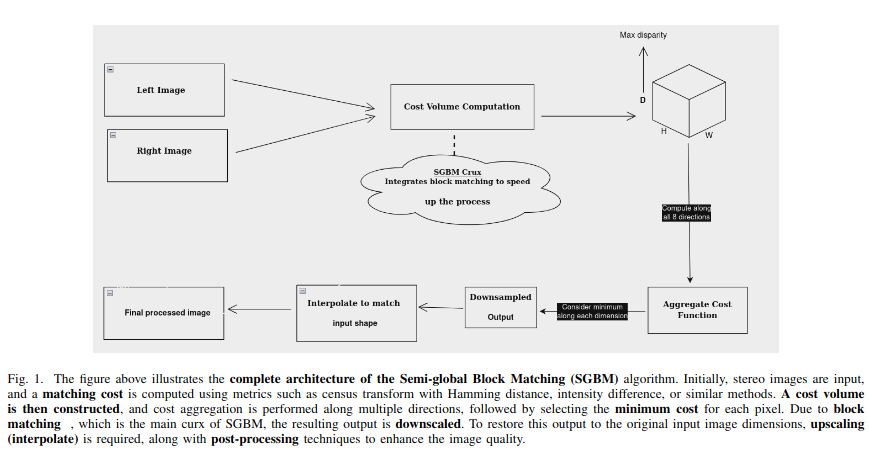 Max disparity
Left Image
Cost Volume Computation
D
H
W
Right Image
SGBM Crux
Integrates block matching to speed
up the process
Compute along
all 8 directions
Final processed image
Interpolate to match
input shape
Downsampled
Output
Consider minimum
along each dimension
Aggregate Cost
Function
Fig. 1. The figure above illustrates the complete architecture of the Semi-global Block Matching (SGBM) algorithm. Initially, stereo images are input,
and a matching cost is computed using metrics such as census transform with Hamming distance, intensity difference, or similar methods. A cost volume
is then constructed, and cost aggregation is performed along multiple directions, followed by selecting the minimum cost for each pixel. Due to block
matching , which is the main curx of SGBM, the resulting output is downscaled. To restore this output to the original input image dimensions, upscaling
(interpolate) is required, along with post-processing techniques to enhance the image quality.